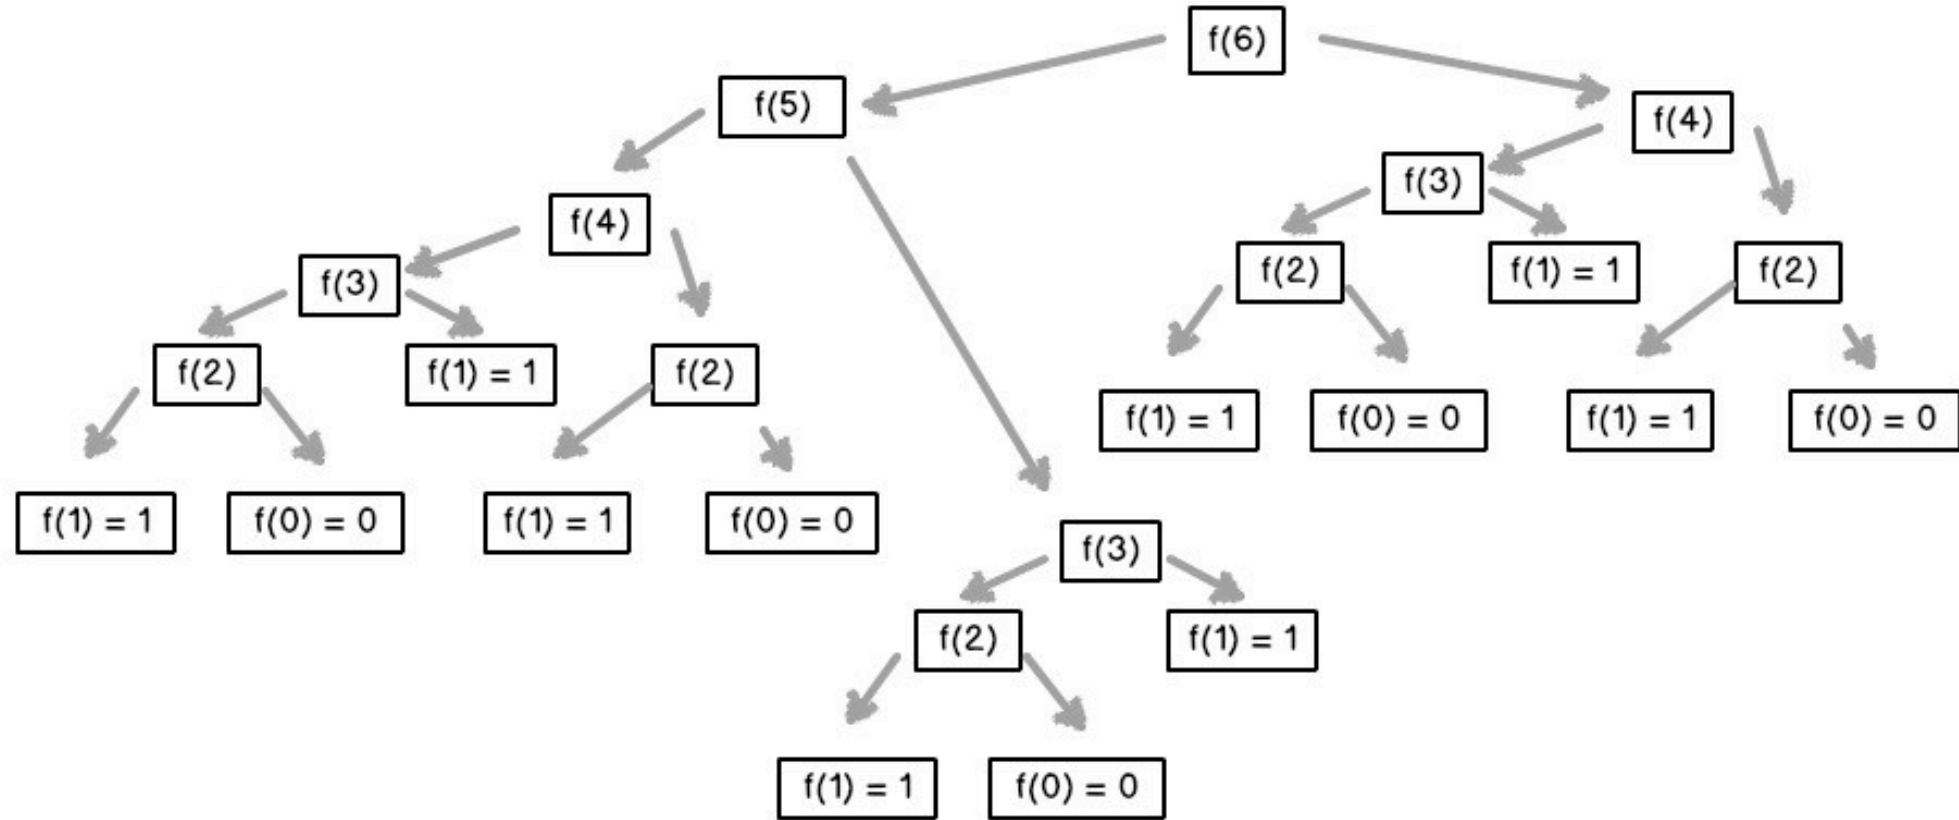 f(6)
f(5)
f(4)
f(3)
f(4)
f(3)
f(2)
f(1) = 1
f(2)
f(2)
f(1) = 1
f(2)
f(1) = 1
f(0) = 0
f(1) = 1
f(0) = 0
f(1) = 1
f(0) = 0
f(1) = 1
f(0) = 0
f(3)
f(2)
f(1) = 1
f(1) = 1
f(0) = 0